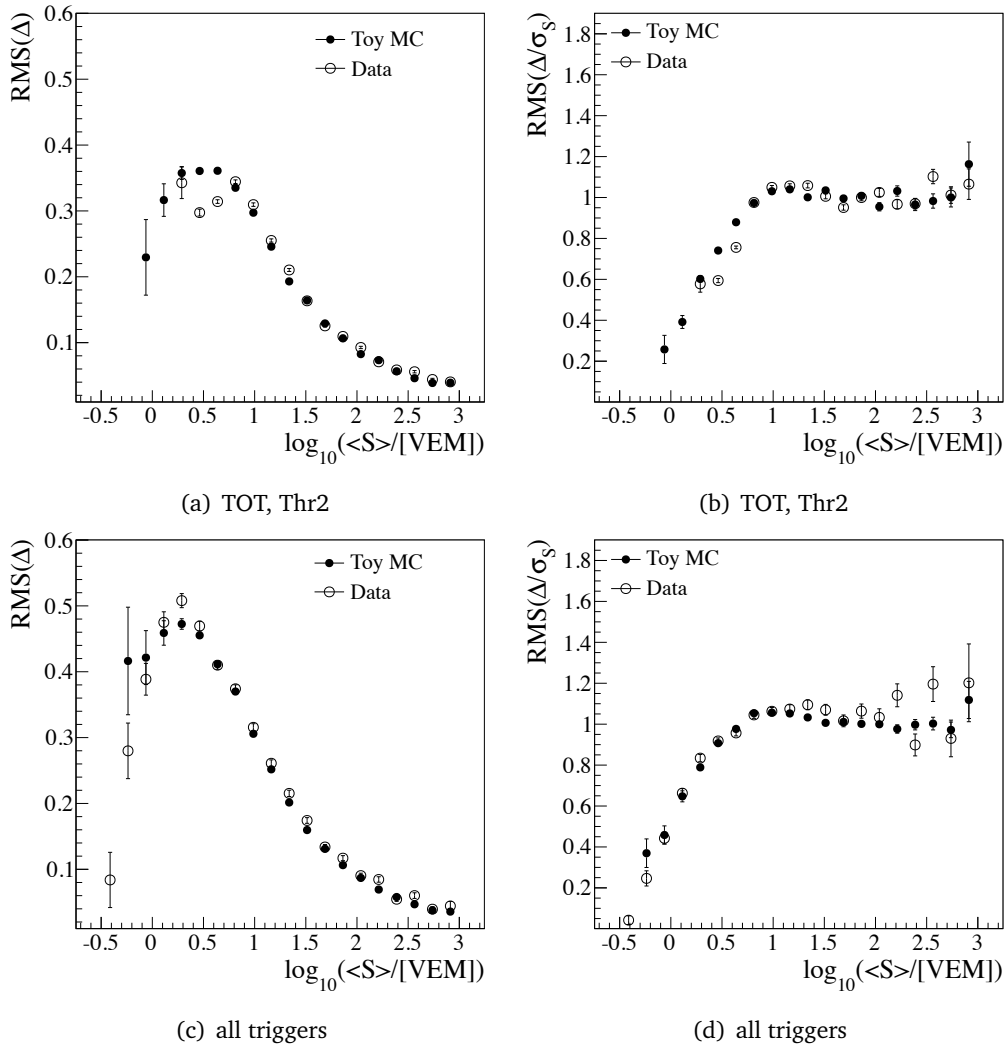 RMS(Δ)
0.6
0.5
0.4
0.3
0.2
0.1
Toy MC
Data
-0.5 0 0.5 1 1.5 2 2.5 3
log10(<S>/[VEM])
(a) TOT, Thr2
RMS(Δ/σS)
1.8
1.6
1.4
1.2
1
0.8
0.6
0.4
0.2
Toy MC
Data
-0.5 0 0.5 1 1.5 2 2.5 3
log10(<S>/[VEM])
(b) TOT, Thr2
RMS(Δ)
0.6
0.5
0.4
0.3
0.2
0.1
Toy MC
Data
-0.5 0 0.5 1 1.5 2 2.5 3
log10(<S>/[VEM])
(c) all triggers
RMS(Δ/σS)
1.8
1.6
1.4
1.2
1
0.8
0.6
0.4
0.2
Toy MC
Data
-0.5 0 0.5 1 1.5 2 2.5 3
log10(<S>/[VEM])
(d) all triggers